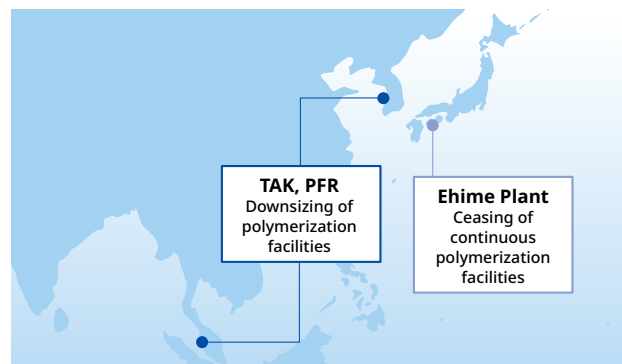 TAK, PFR
Downsizing of
polymerization
facilities
Ehime Plant
Ceasing of
continuous
polymerization
facilities